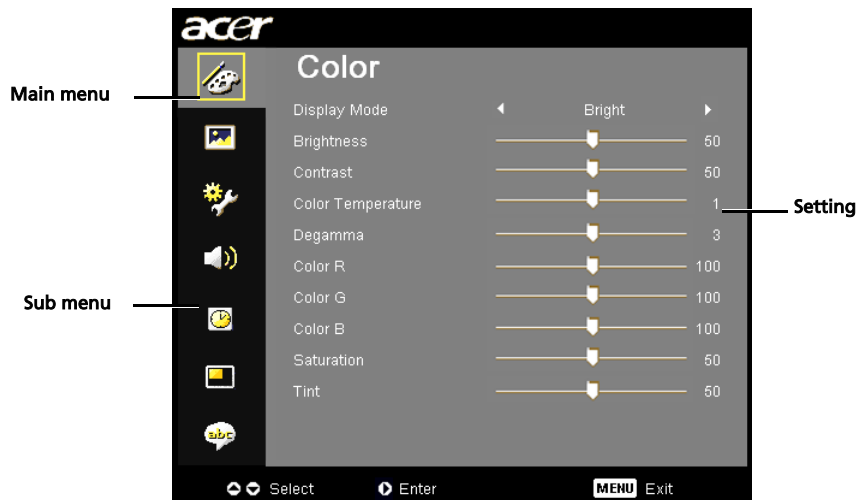 acer
Color
Main menu
Display Mode Bright
Brightness 50
Contrast 50
Color Temperature 1
Setting
Degamma 3
Color R 100
Color G 100
Sub menu
Color B 100
Saturation 50
Tint 50
abc
Select Enter MENU Exit